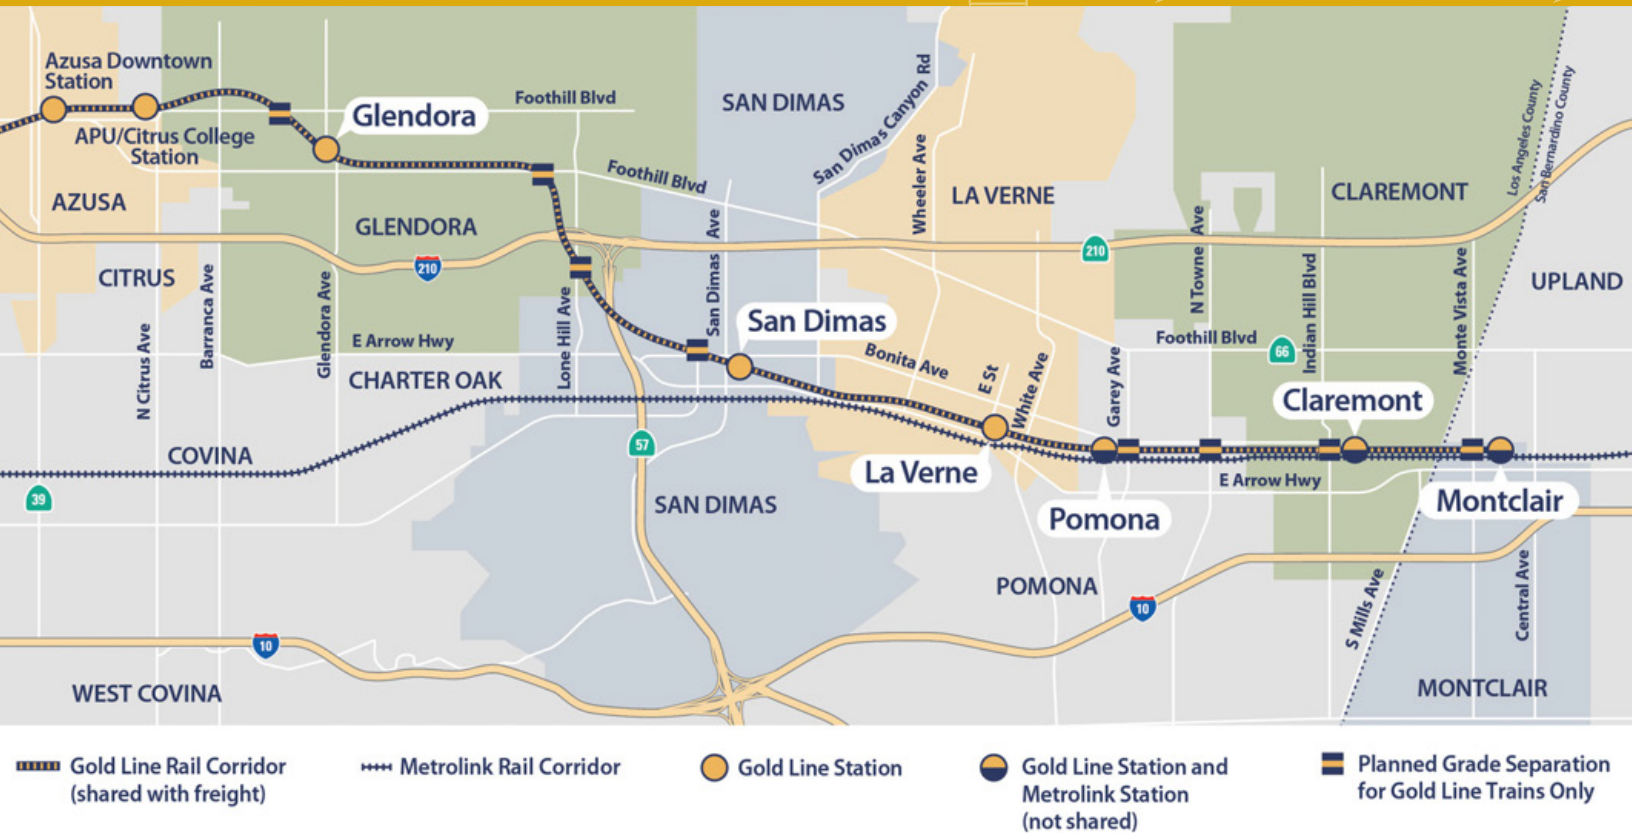 Azusa Downtown
Station
APU/Citrus College
Station
Glendora
Foothill Blvd
Foothill Blvd
SAN DIMAS
San Dimas Canyon Rd
Wheeler Ave
LA VERNE
CLAREMONT
Los Angeles County
San Bernardino County
AZUSA
GLENDORA
210
210
CITRUS
N Citrus Ave
Barranca Ave
Glendora Ave
E Arrow Hwy
CHARTER OAK
Lone Hill Ave
San Dimas Ave
San Dimas
Bonita Ave
E St
White Ave
Garey Ave
N Towne Ave
Foothill Blvd
66
Indian Hill Blvd
Monte Vista Ave
UPLAND
Claremont
COVINA
39
57
SAN DIMAS
La Verne
Pomona
E Arrow Hwy
Montclair
POMONA
10
10
S Mills Ave
Central Ave
WEST COVINA
MONTCLAIR
Gold Line Rail Corridor
(shared with freight)
Metrolink Rail Corridor
Gold Line Station
Gold Line Station and
Metrolink Station
(not shared)
Planned Grade Separation
for Gold Line Trains Only